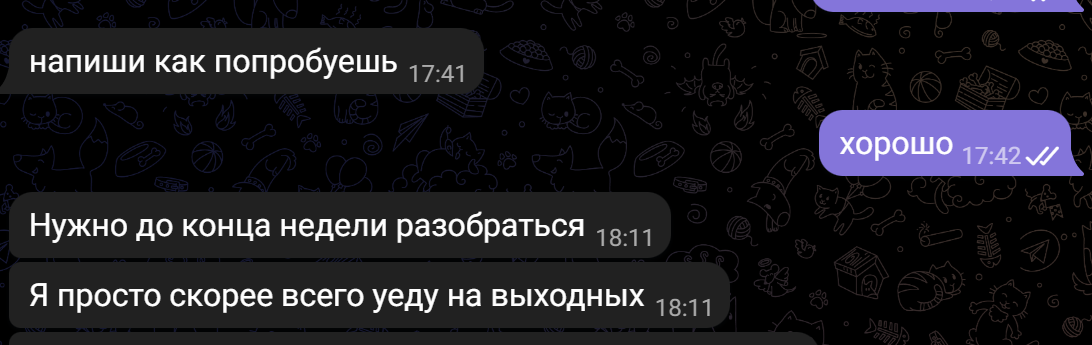 напиши как попробуешь 17:41
хорошо 17:42
Нужно до конца недели разобраться 18:11
Я просто скорее всего уеду на выходных 18:11